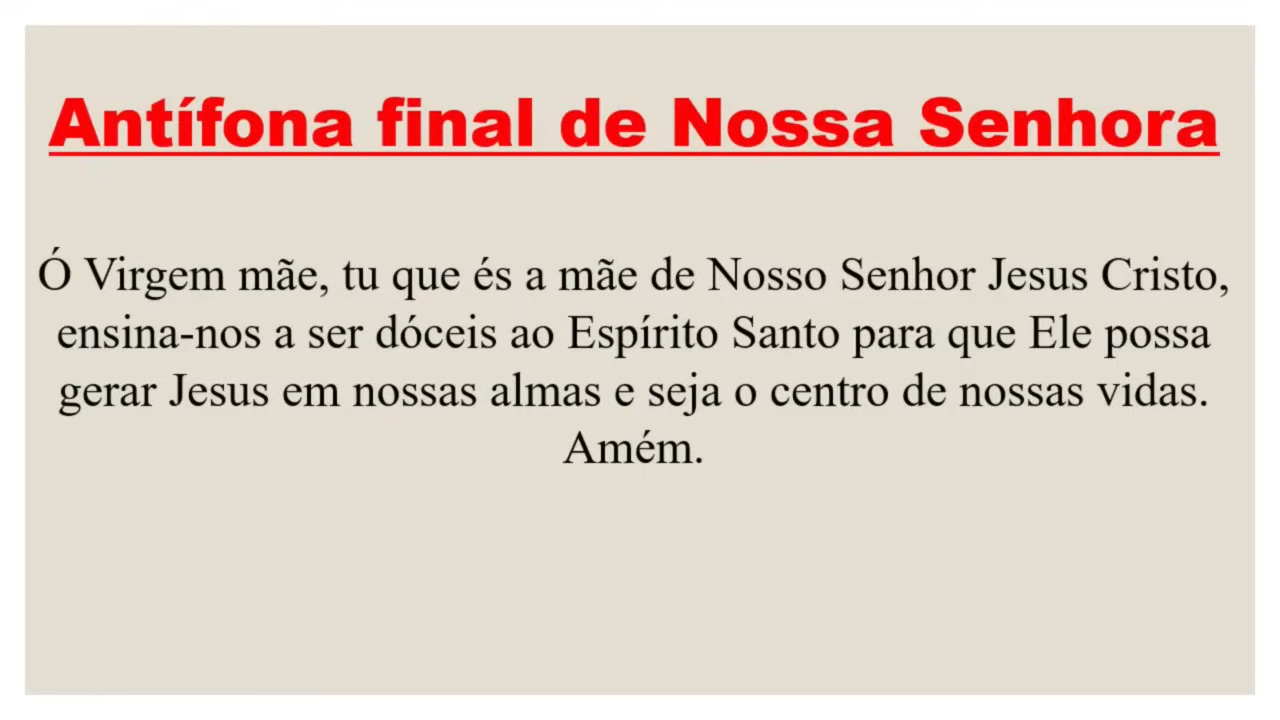 Antífona final de Nossa Senhora
Ó Virgem mãe, tu que és a mãe de Nosso Senhor Jesus Cristo,
ensina-nos a ser dóceis ao Espírito Santo para que Ele possa
gerar Jesus em nossas almas e seja o centro de nossas vidas.
Amém.